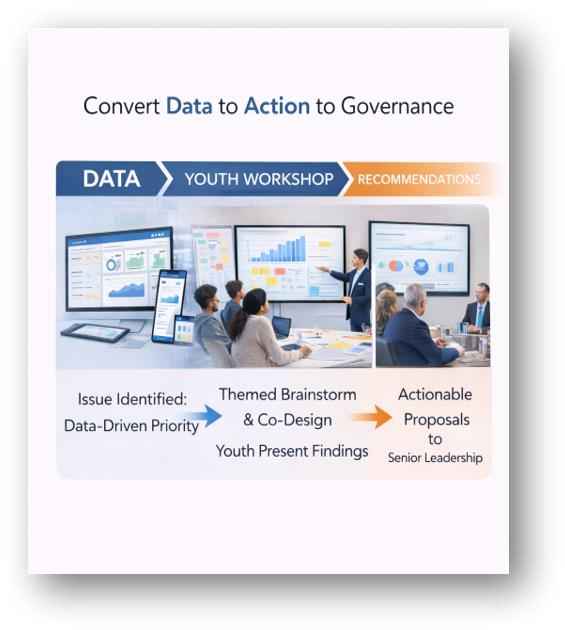 Convert Data to Action to Governance
DATA
YOUTH WORKSHOP
RECOMMENDATIONS
Issue Identified:
Data-Driven Priority
Themed Brainstorm
& Co-Design
Youth Present Findings
Actionable
Proposals
to
Senior Leadership